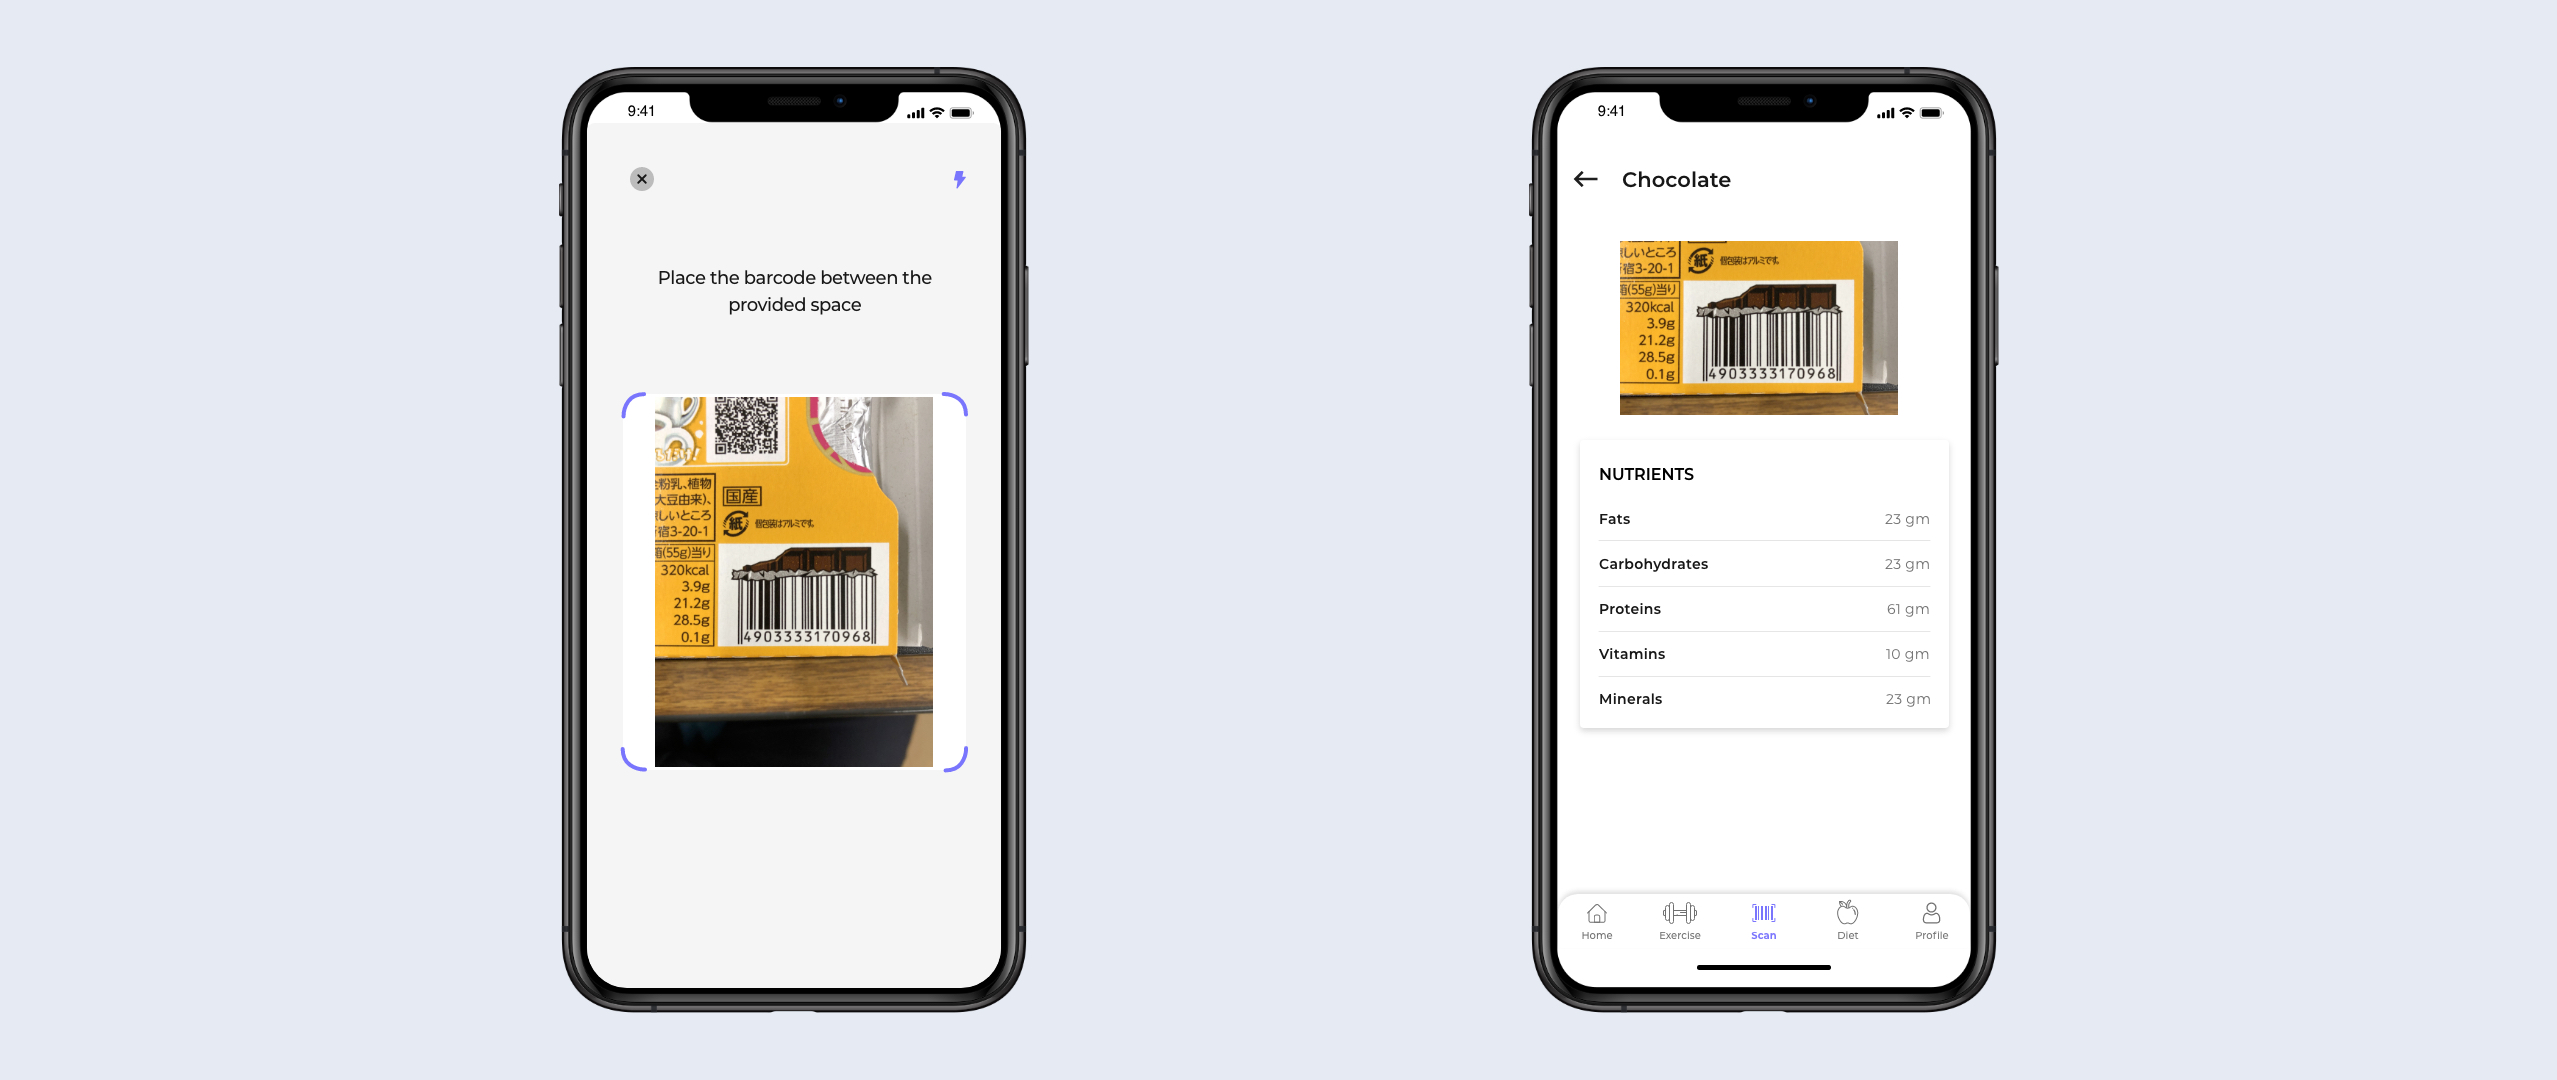 9:41
Place the barcode between the
provided space
全粉乳、植物
大豆由来)、
国産
しいところ
宿3-20-1
紙
個包装はアルミです。
(55g)当り
320kcal
3.9g
21.2g
28.5g
0.1g
4903333170968
9:41
Chocolate
しいところ
宿3-20-1
紙
個包装はアルミです。
(55g)当り
320kcal
3.9g
21.2g
28.5g
0.1g
4903333170968
NUTRIENTS
Fats 23 gm
Carbohydrates 23 gm
Proteins 61 gm
Vitamins 10 gm
Minerals 23 gm
Home Exercise Scan Diet Profile